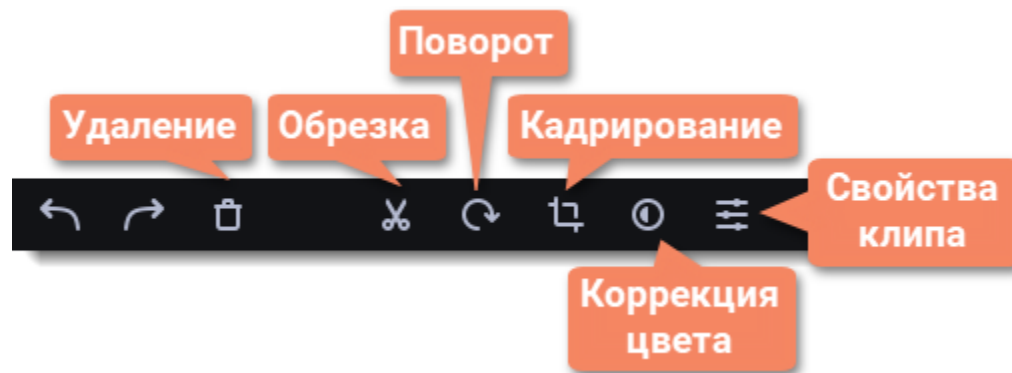 Поворот
Удаление
Обрезка
Кадрирование
Свойства
клипа
Коррекция
цвета